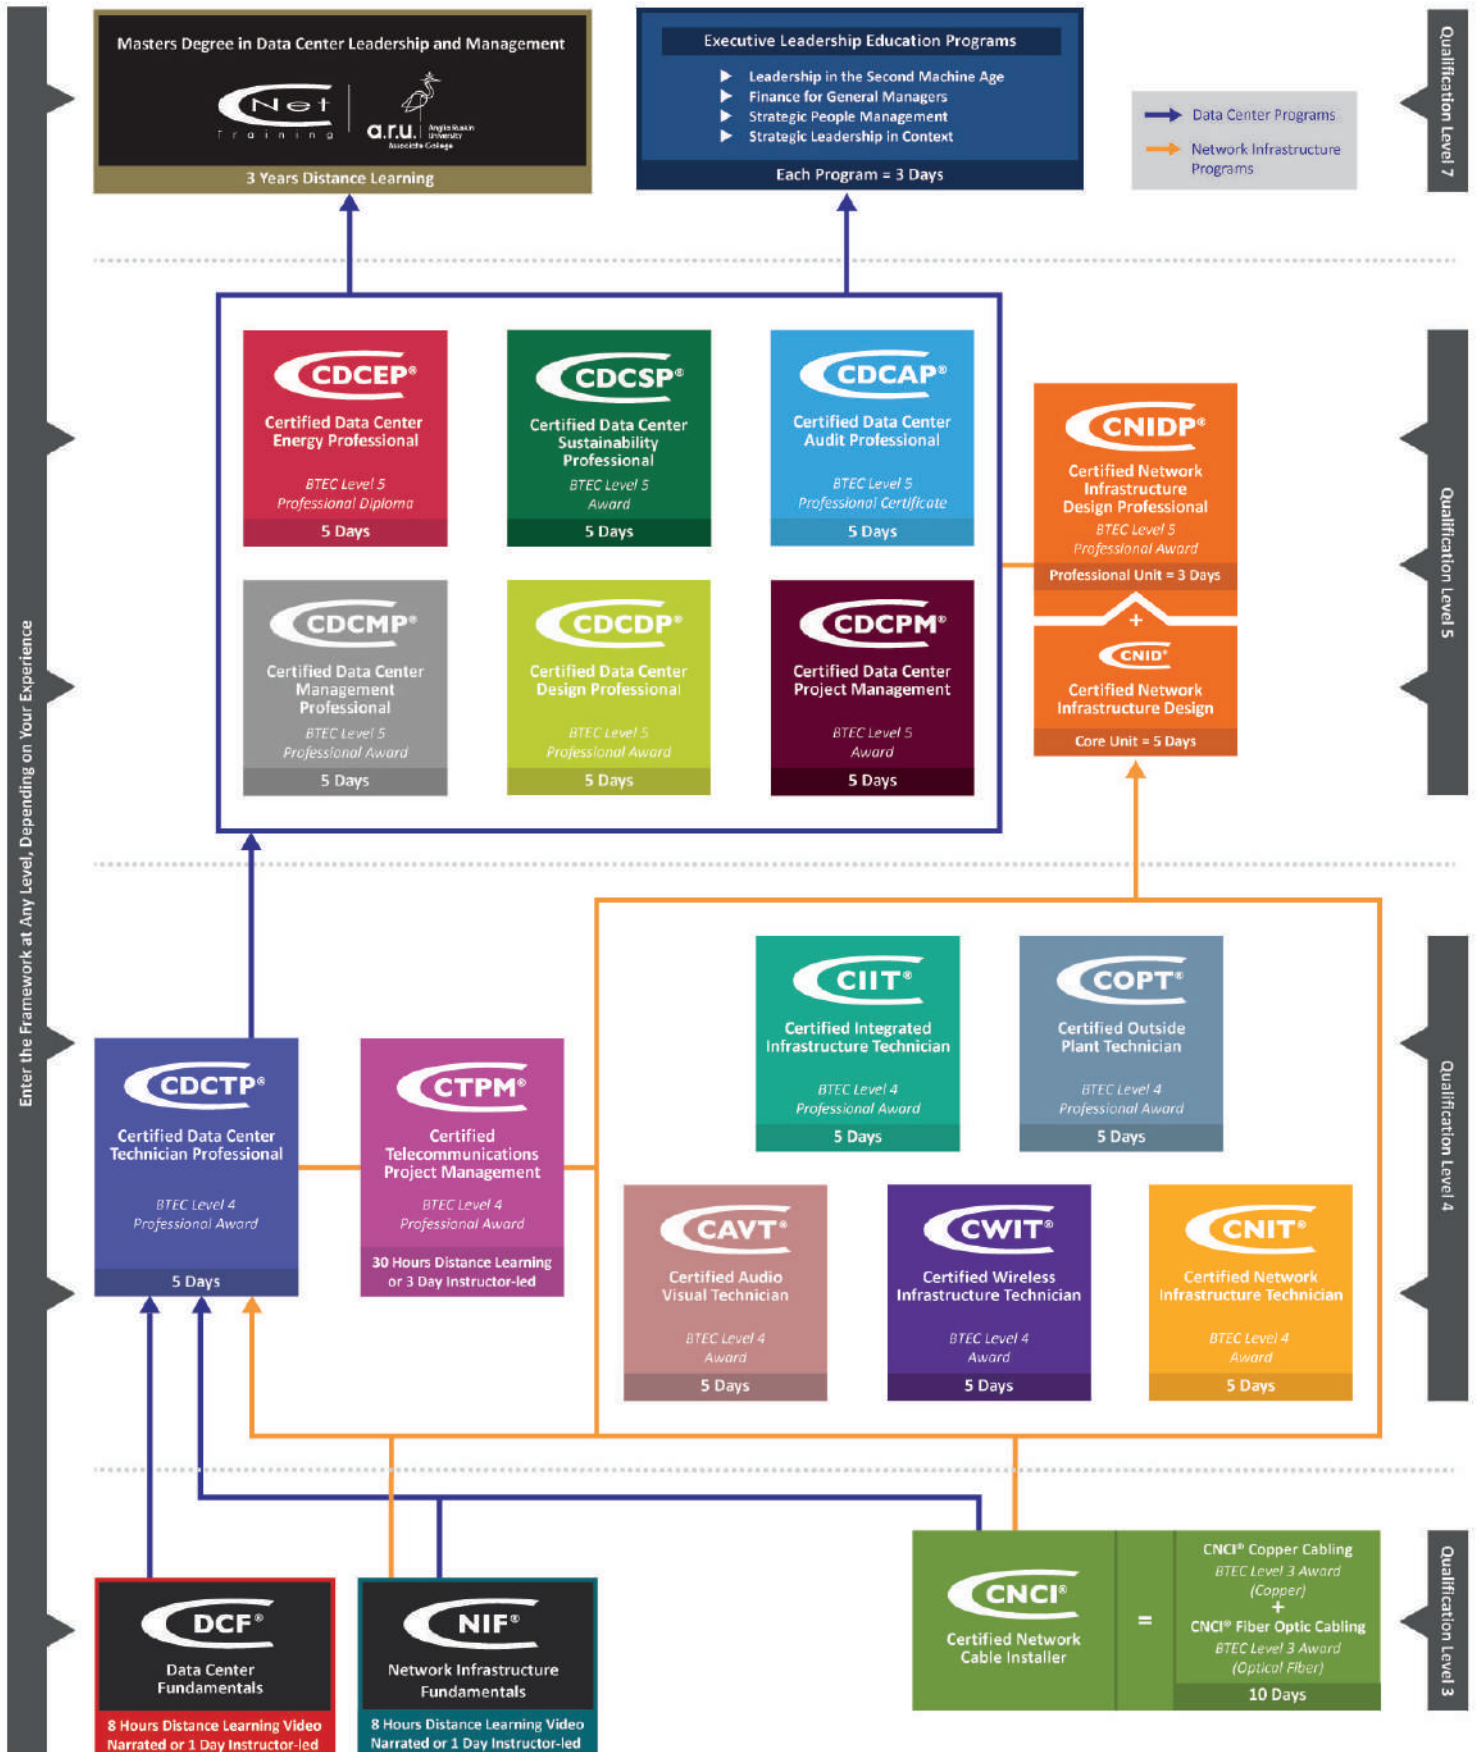 Enter the Framework at Any Level, Depending on Your Experience
Masters Degree in Data Center Leadership and Management
CNet
Training
a.r.u.
Anglia Ruskin
University
Associate College
3 Years Distance Learning
Executive Leadership Education Programs
Leadership in the Second Machine Age
Finance for General Managers
Strategic People Management
Strategic Leadership in Context
Each Program = 3 Days
Data Center Programs
Network Infrastructure
Programs
Qualification Level 7
CDCEP®
Certified Data Center
Energy Professional
BTEC Level 5
Professional Diploma
5 Days
CDCSP®
Certified Data Center
Sustainability
Professional
BTEC Level 5
Award
5 Days
CDCAP®
Certified Data Center
Audit Professional
BTEC Level 5
Professional Certificate
5 Days
CNIDP®
Certified Network
Infrastructure
Design Professional
BTEC Level 5
Professional Award
Professional Unit = 3 Days
+
CNID®
Certified Network
Infrastructure Design
Core Unit = 5 Days
CDCMP®
Certified Data Center
Management
Professional
BTEC Level 5
Professional Award
5 Days
CDCDP®
Certified Data Center
Design Professional
BTEC Level 5
Professional Award
5 Days
CDCPM®
Certified Data Center
Project Management
BTEC Level 5
Award
5 Days
Qualification Level 5
CIIT®
Certified Integrated
Infrastructure Technician
BTEC Level 4
Professional Award
5 Days
COPT®
Certified Outside
Plant Technician
BTEC Level 4
Professional Award
5 Days
CDCTP®
Certified Data Center
Technician Professional
BTEC Level 4
Professional Award
5 Days
CTPM®
Certified
Telecommunications
Project Management
BTEC Level 4
Professional Award
30 Hours Distance Learning
or 3 Day Instructor-led
CAVT®
Certified Audio
Visual Technician
BTEC Level 4
Award
5 Days
CWIT®
Certified Wireless
Infrastructure Technician
BTEC Level 4
Award
5 Days
CNIT®
Certified Network
Infrastructure Technician
BTEC Level 4
Award
5 Days
Qualification Level 4
DCF®
Data Center
Fundamentals
8 Hours Distance Learning Video
Narrated or 1 Day Instructor-led
NIF®
Network Infrastructure
Fundamentals
8 Hours Distance Learning Video
Narrated or 1 Day Instructor-led
CNCI®
Certified Network
Cable Installer
=
CNCI® Copper Cabling
BTEC Level 3 Award
(Copper)
+
CNCI® Fiber Optic Cabling
BTEC Level 3 Award
(Optical Fiber)
10 Days
Qualification Level 3